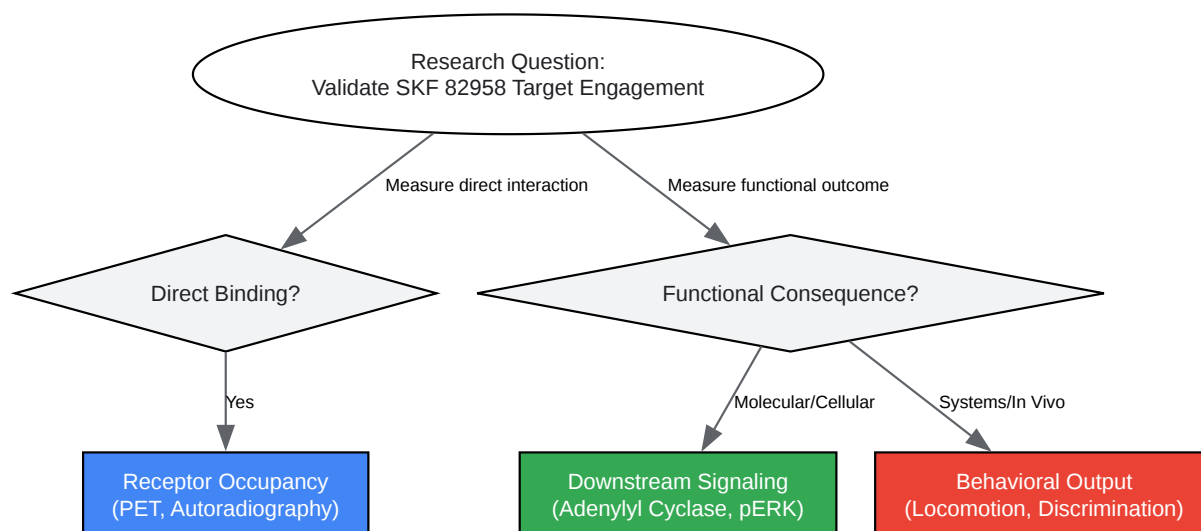 Research Question:
Validate SKF 82958 Target Engagement
Measure direct interaction
Measure functional outcome
Direct Binding?
Functional Consequence?
Yes
Molecular/Cellular
Systems/In Vivo
Receptor Occupancy
(PET, Autoradiography)
Downstream Signaling
(Adenylyl Cyclase, pERK)
Behavioral Output
(Locomotion, Discrimination)